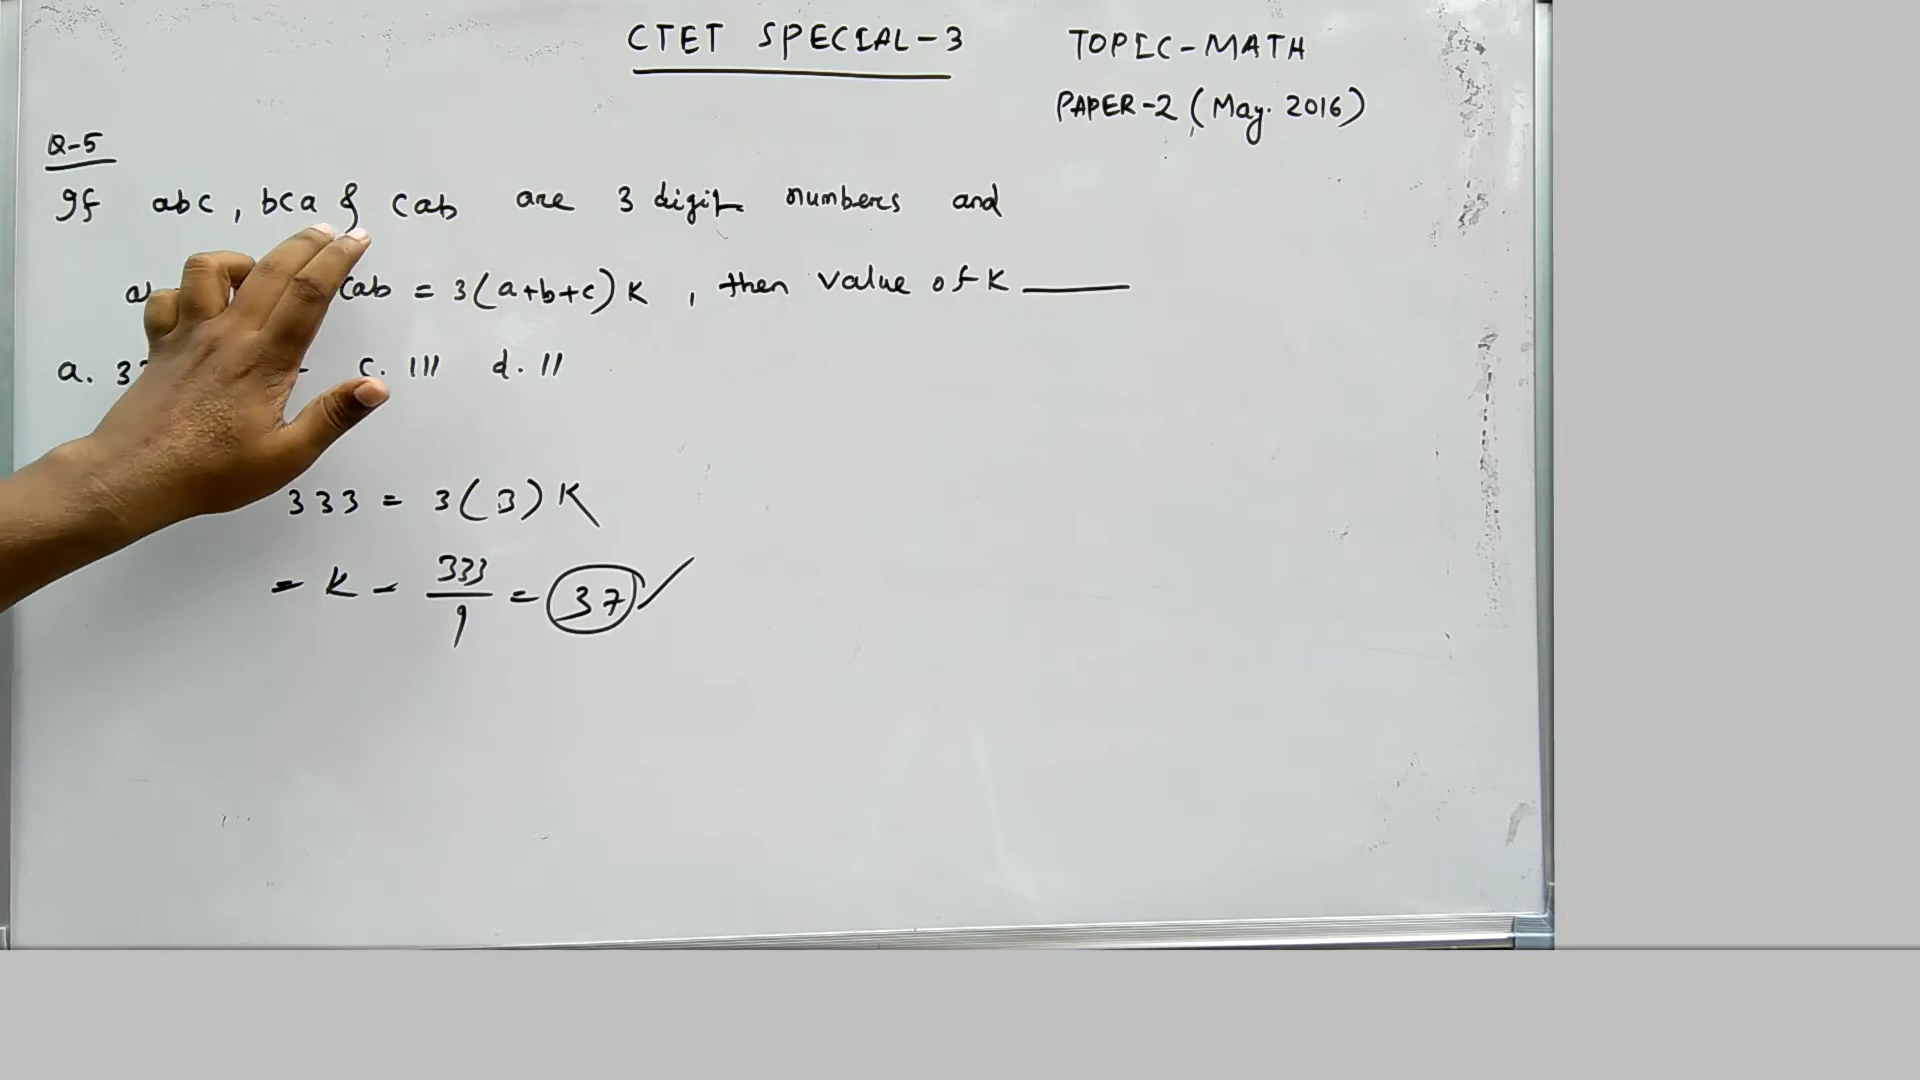 CTET SPECIAL-3
TOPIC-MATH
PAPER-2 (May. 2016)
Q-5
If abc, bca & cab are 3 digit numbers and
cab = 3(a+b+c) K, then value of K ____
a. c. 111 d. 11
333 = 3(3) K
= K - 333/9 = 37